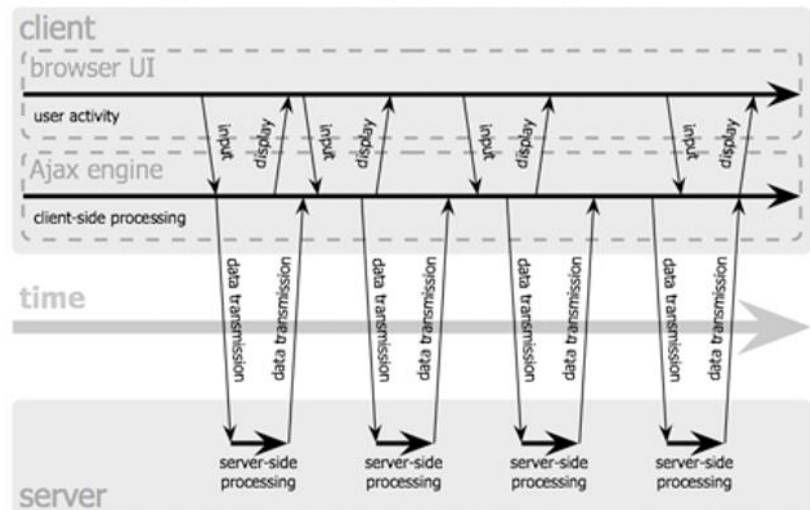 client
browser UI
user activity
input
display
input
display
input
display
input
display
Ajax engine
client-side processing
data transmission
data transmission
data transmission
data transmission
data transmission
data transmission
data transmission
data transmission
time
server-side
processing
server-side
processing
server-side
processing
server-side
processing
server